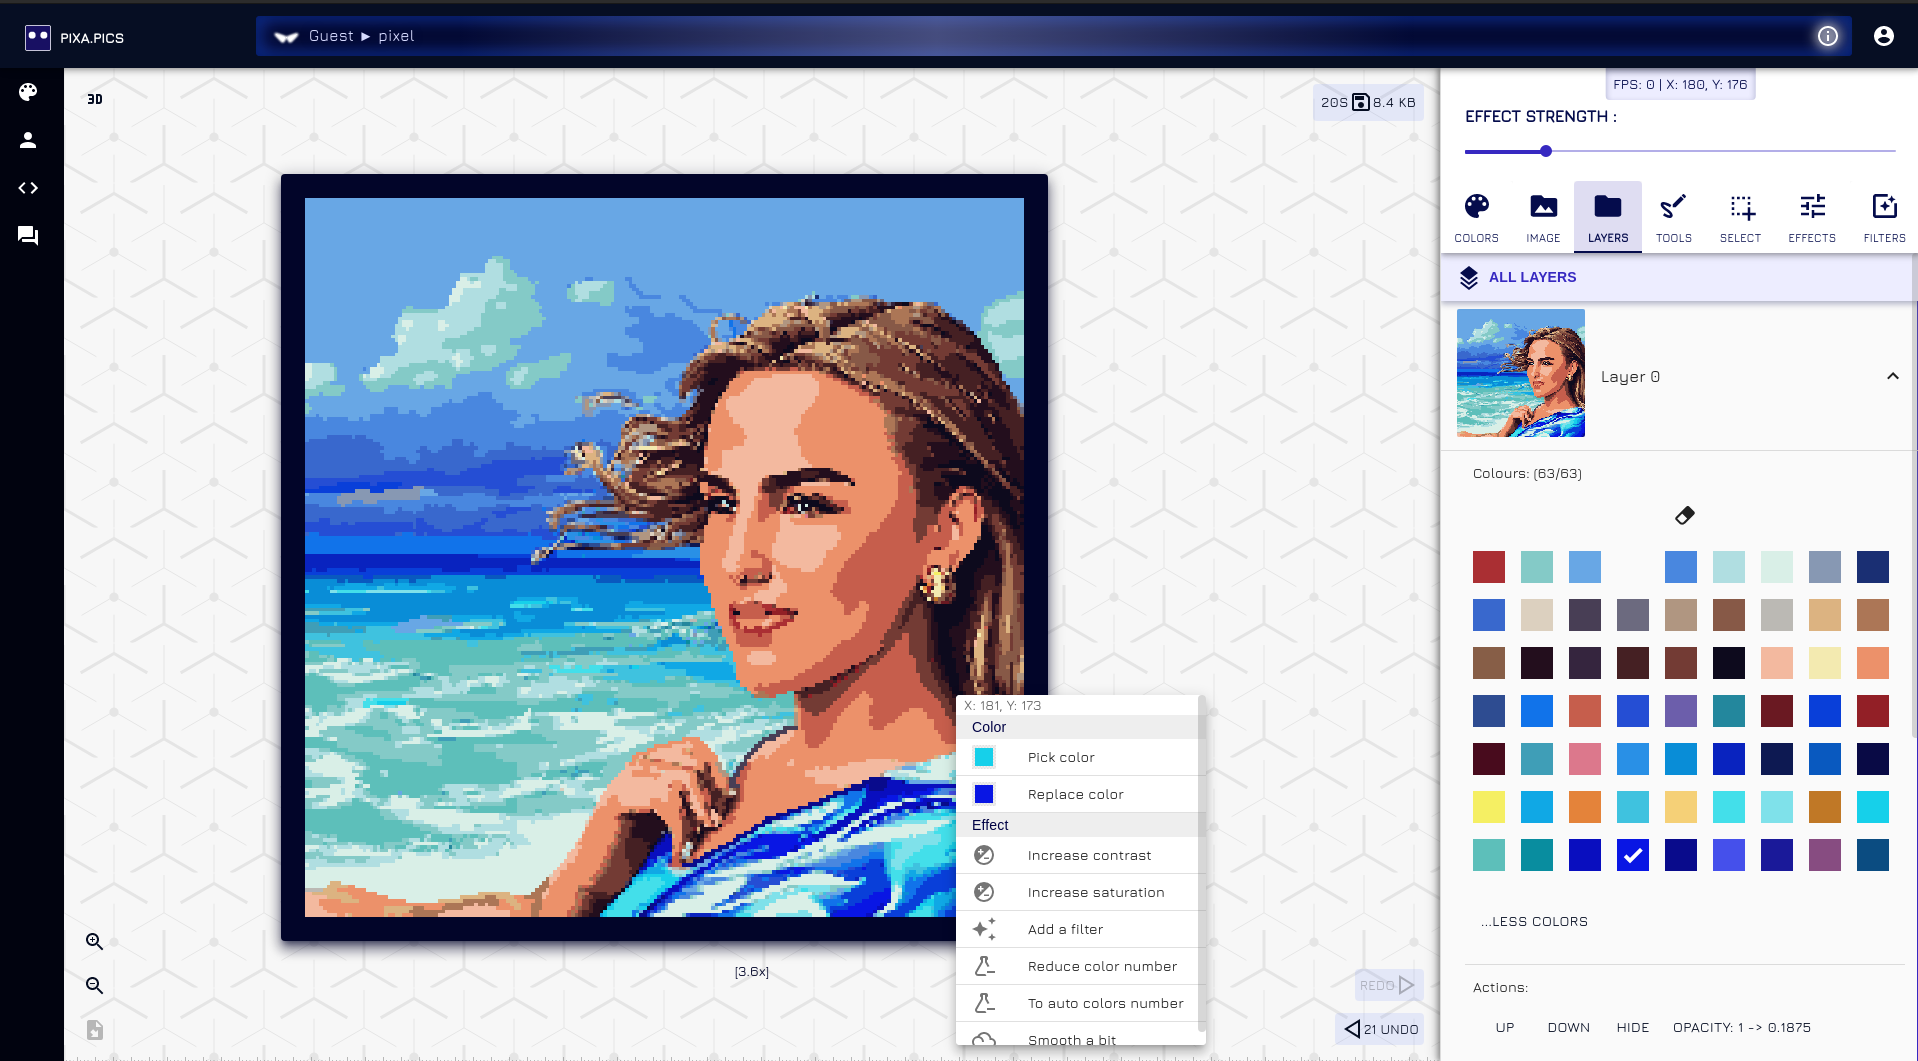 PIXA.PICS
Guest ► pixel
3D
20S 8.4 KB
FPS: 0 | X: 180, Y: 176
EFFECT STRENGTH :
COLORS IMAGE LAYERS TOOLS SELECT EFFECTS FILTERS
ALL LAYERS
Layer 0
Colours: (63/63)
...LESS COLORS
Actions:
UP DOWN HIDE OPACITY: 1 -> 0.1875
X: 181, Y: 173
Color
Pick color
Replace color
Effect
Increase contrast
Increase saturation
Add a filter
Reduce color number
To auto colors number
Smooth a bit
[3.6x]
REDO
21 UNDO